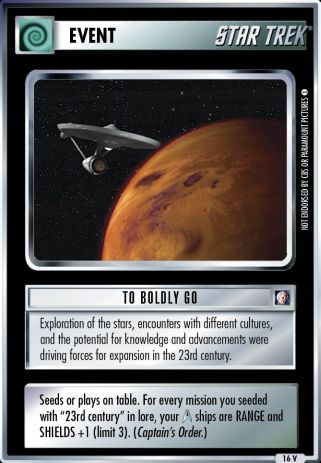 EVENT
STAR TREK
NOT ENDORSED BY CBS OR PARAMOUNT PICTURES
TO BOLDLY GO
Exploration of the stars, encounters with different cultures,
and the potential for knowledge and advancements were
driving forces for expansion in the 23rd century.
Seeds or plays on table. For every mission you seeded
with "23rd century" in lore, your ships are RANGE and
SHIELDS +1 (limit 3). (Captain's Order.)
16 V